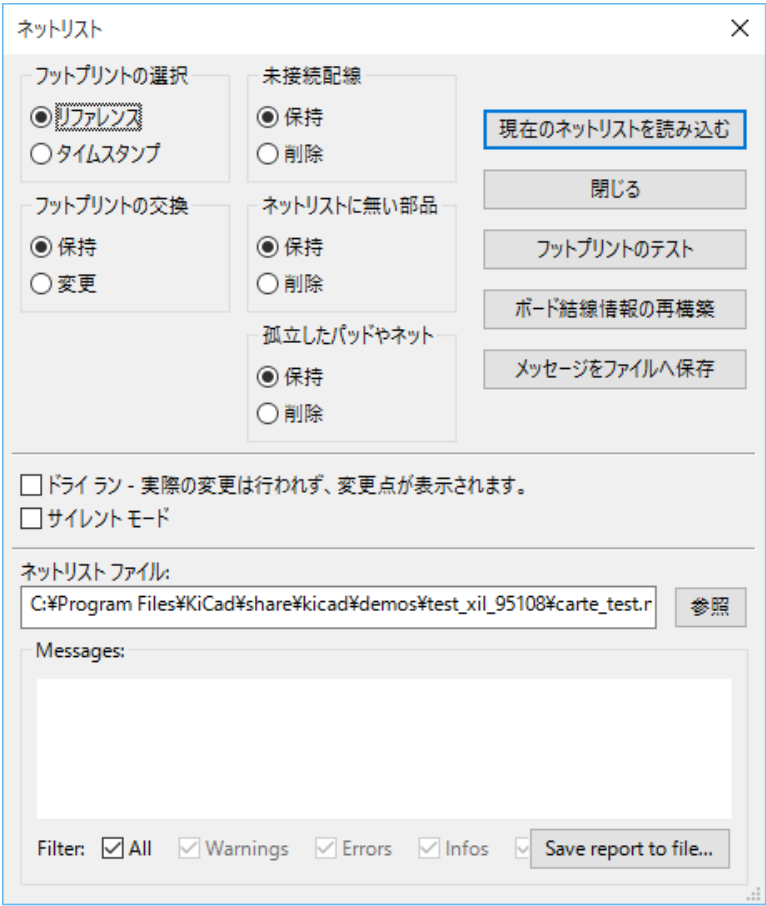 ネットリスト
フットプリントの選択
リファレンス
タイムスタンプ
未接続配線
保持
削除
現在のネットリストを読み込む
閉じる
フットプリントの交換
保持
変更
ネットリストに無い部品
保持
削除
フットプリントのテスト
ボード結線情報の再構築
孤立したパッドやネット
保持
削除
メッセージをファイルへ保存
ドライ ラン - 実際の変更は行われず、変更点が表示されます。
サイレント モード
ネットリスト ファイル:
C:¥Program Files¥KiCad¥share¥kicad¥demos¥test_xil_95108¥carte_test.r
参照
Messages:
Filter: All Warnings Errors Infos Save report to file...